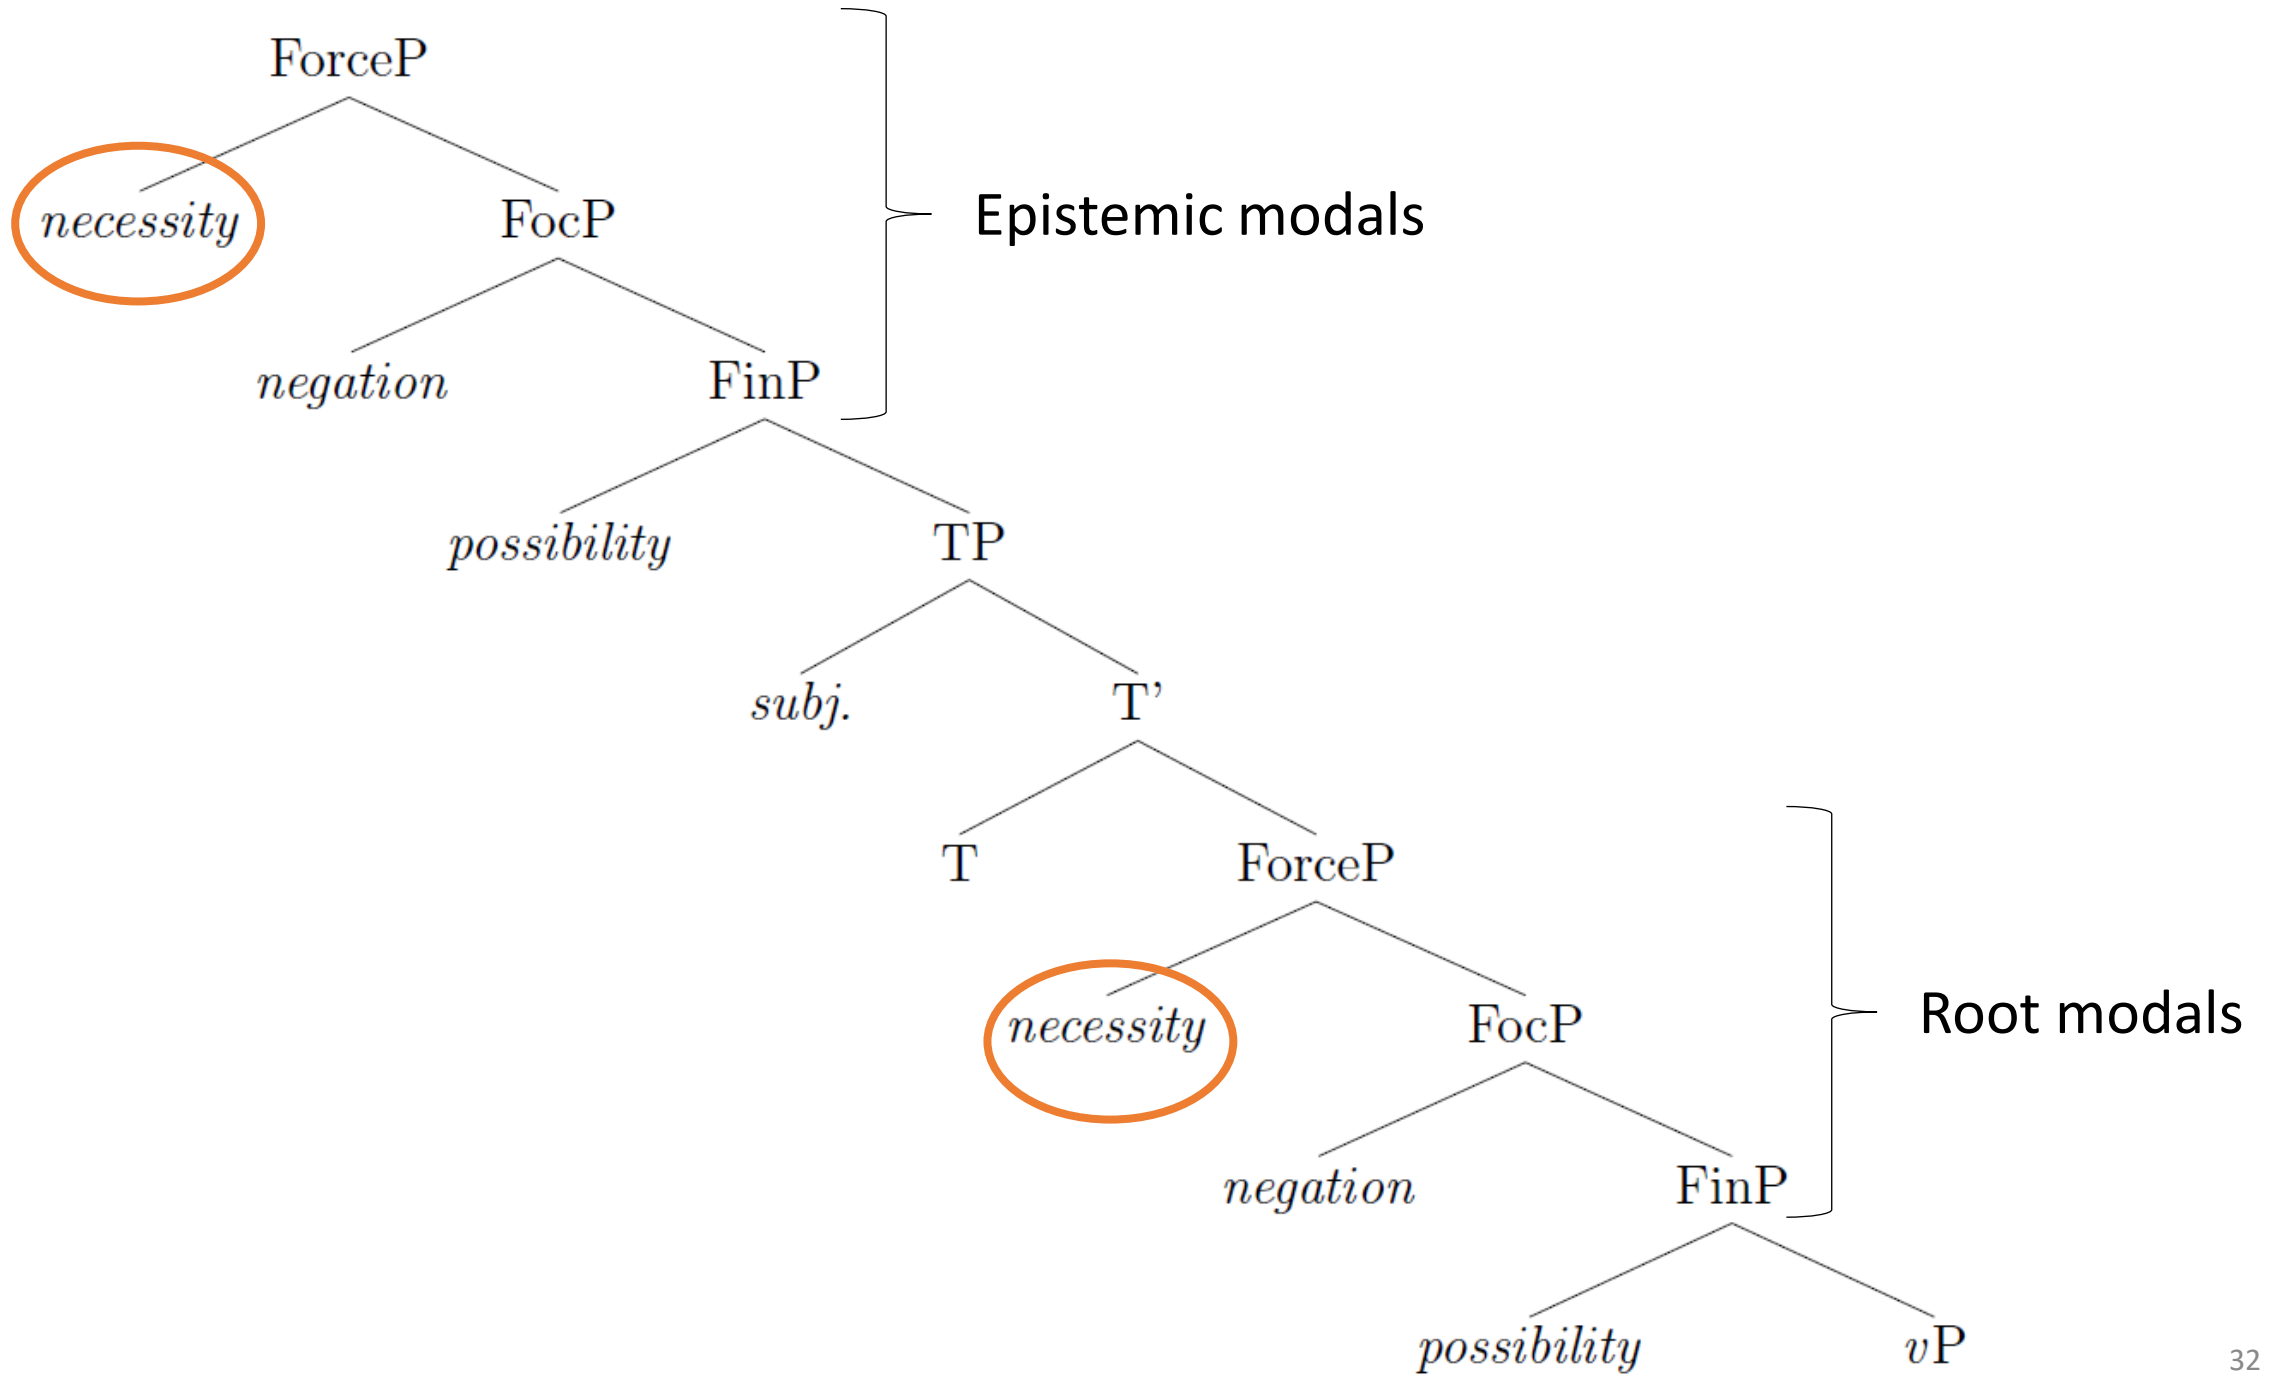 ForceP
necessity FocP Epistemic modals
negation FinP
possibility TP
subj. T'
T ForceP
necessity FocP Root modals
negation FinP
possibility vP
32